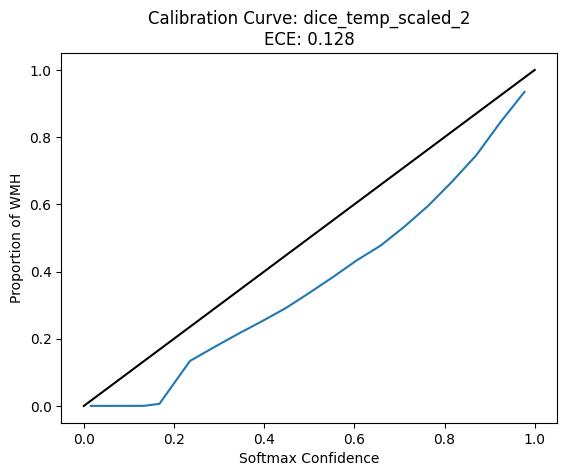 Calibration Curve: dice_temp_scaled_2
ECE: 0.128
1.0
0.8
0.6
0.4
0.2
0.0
Proportion of WMH
0.0 0.2 0.4 0.6 0.8 1.0
Softmax Confidence